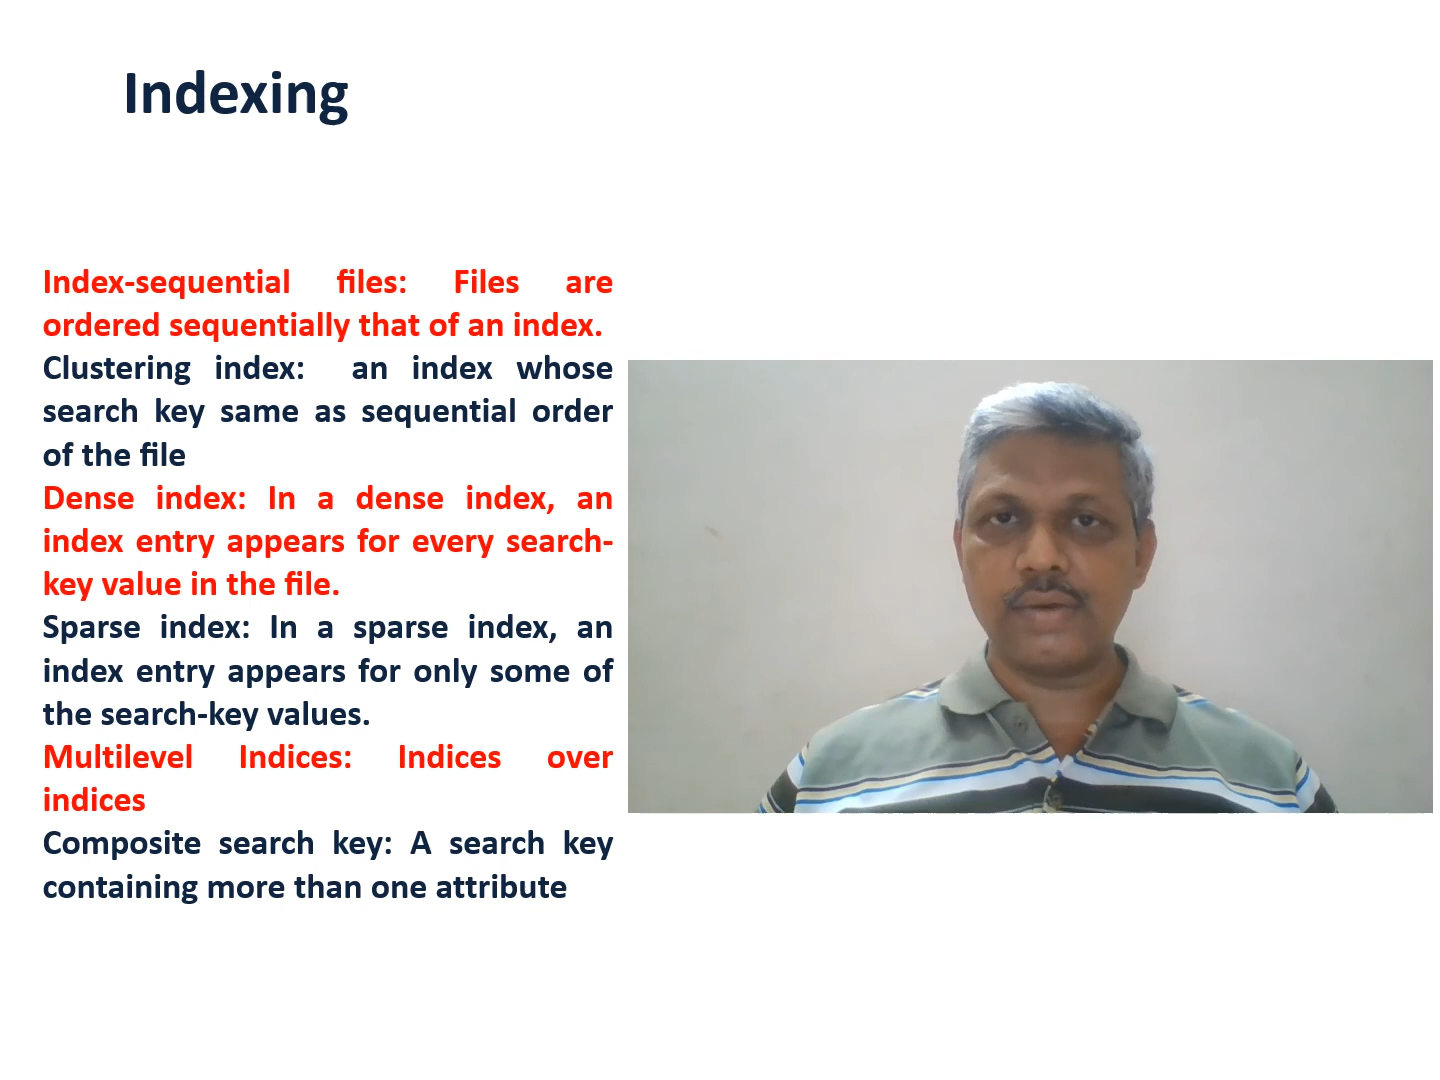 Indexing
Index-sequential files: Files are
ordered sequentially that of an index.
Clustering index: an index whose
search key same as sequential order
of the file
Dense index: In a dense index, an
index entry appears for every search-
key value in the file.
Sparse index: In a sparse index, an
index entry appears for only some of
the search-key values.
Multilevel Indices: Indices over
indices
Composite search key: A search key
containing more than one attribute